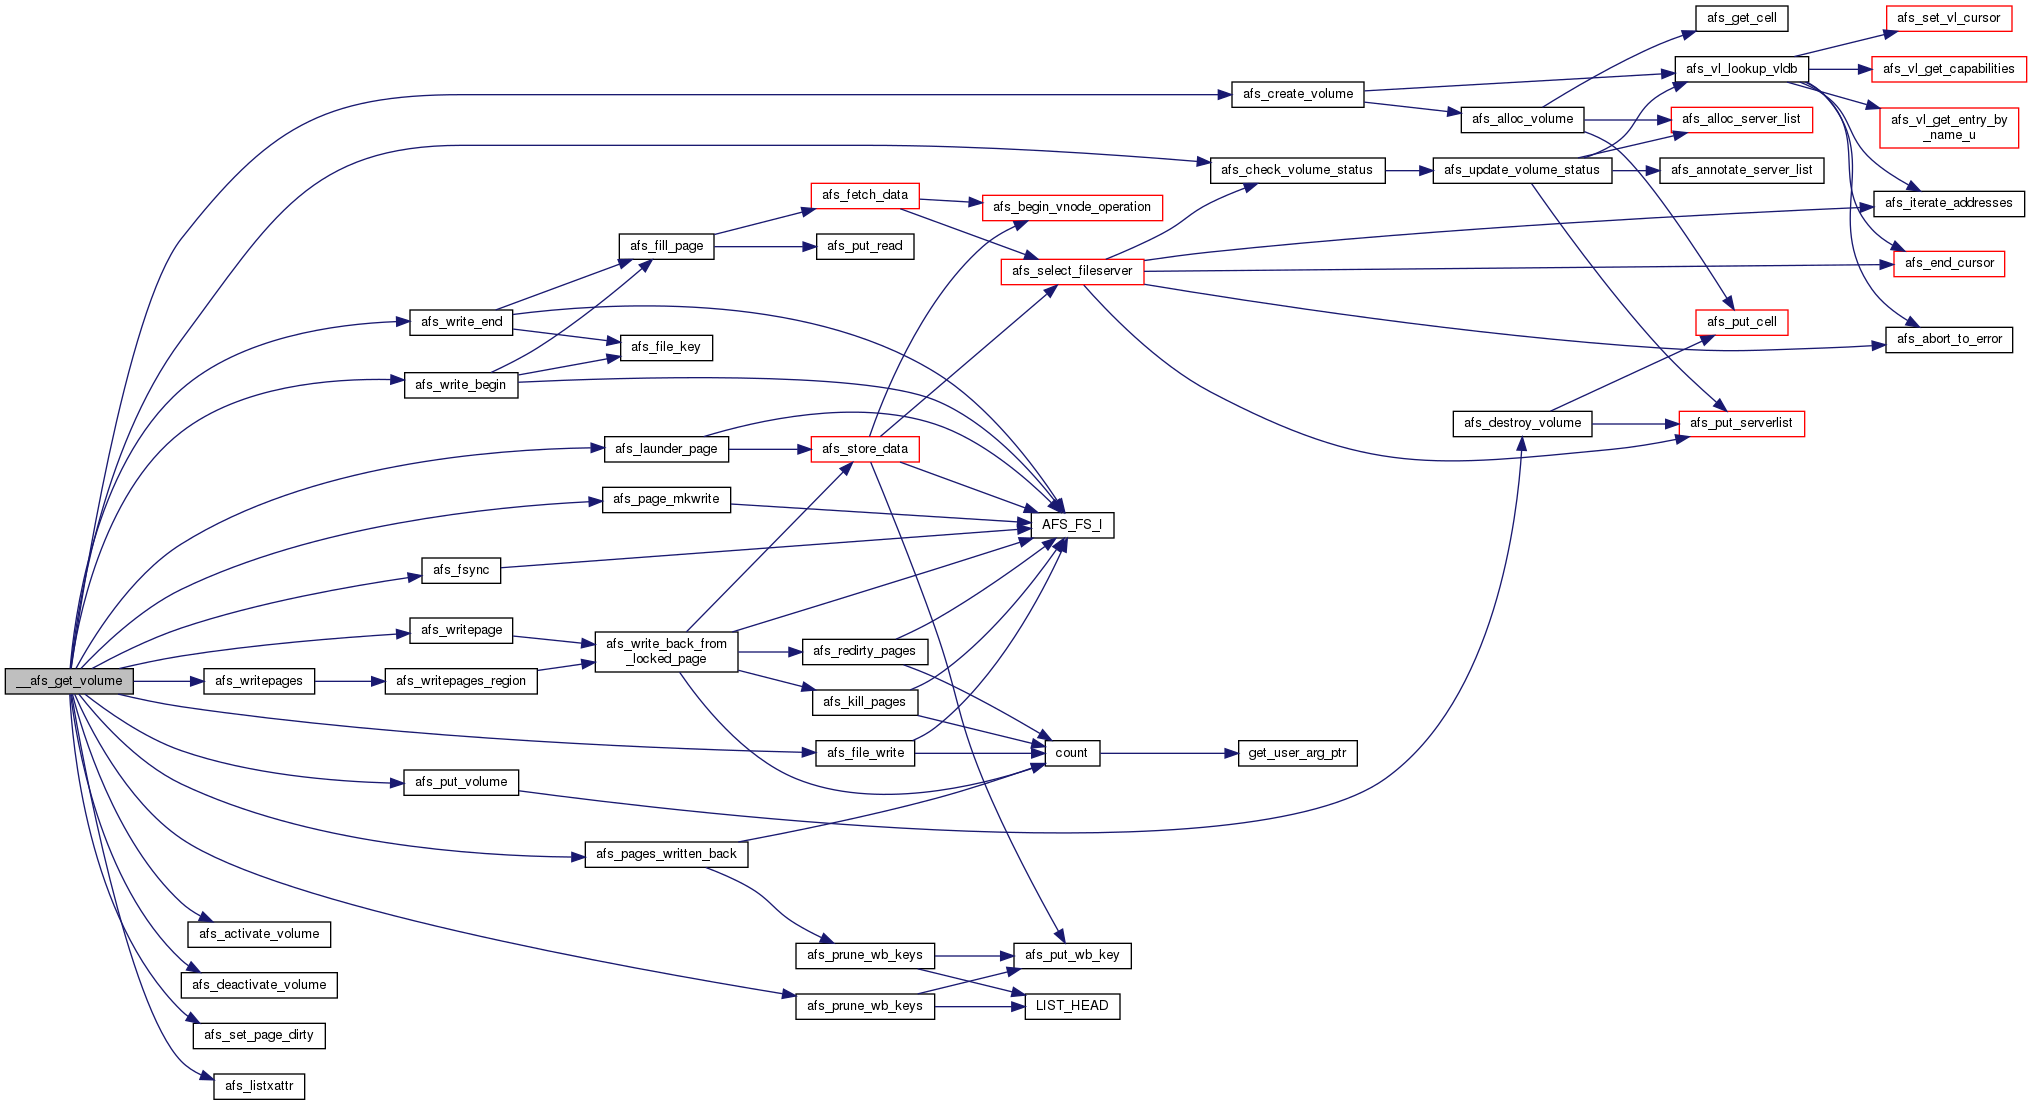 afs_get_cell
afs_set_vl_cursor
afs_vl_lookup_vldb
afs_vl_get_capabilities
afs_create_volume
afs_alloc_volume
afs_alloc_server_list
afs_vl_get_entry_by
_name_u
afs_check_volume_status
afs_update_volume_status
afs_annotate_server_list
afs_fetch_data
afs_begin_vnode_operation
afs_iterate_addresses
afs_fill_page
afs_put_read
afs_select_fileserver
afs_end_cursor
afs_write_end
afs_file_key
afs_put_cell
afs_abort_to_error
afs_write_begin
afs_destroy_volume
afs_put_serverlist
afs_launder_page
afs_store_data
afs_page_mkwrite
AFS_FS_I
afs_fsync
afs_writepage
afs_write_back_from
_locked_page
afs_redirty_pages
__afs_get_volume
afs_writepages
afs_writepages_region
afs_kill_pages
afs_file_write
count
get_user_arg_ptr
afs_put_volume
afs_pages_written_back
afs_activate_volume
afs_prune_wb_keys
afs_put_wb_key
afs_deactivate_volume
afs_prune_wb_keys
LIST_HEAD
afs_set_page_dirty
afs_listxattr